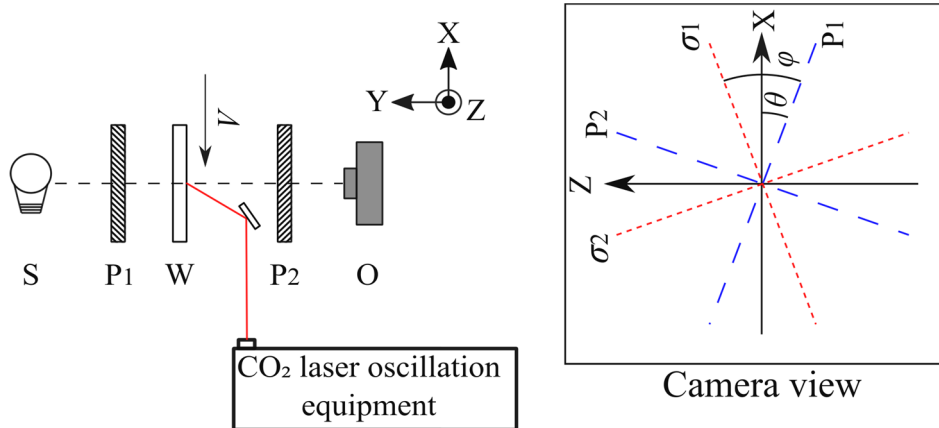 X
Y
Z
V
S
P1
W
P2
O
CO₂ laser oscillation
equipment
σ1
X
P1
φ
θ
P2
Z
σ2
Camera view